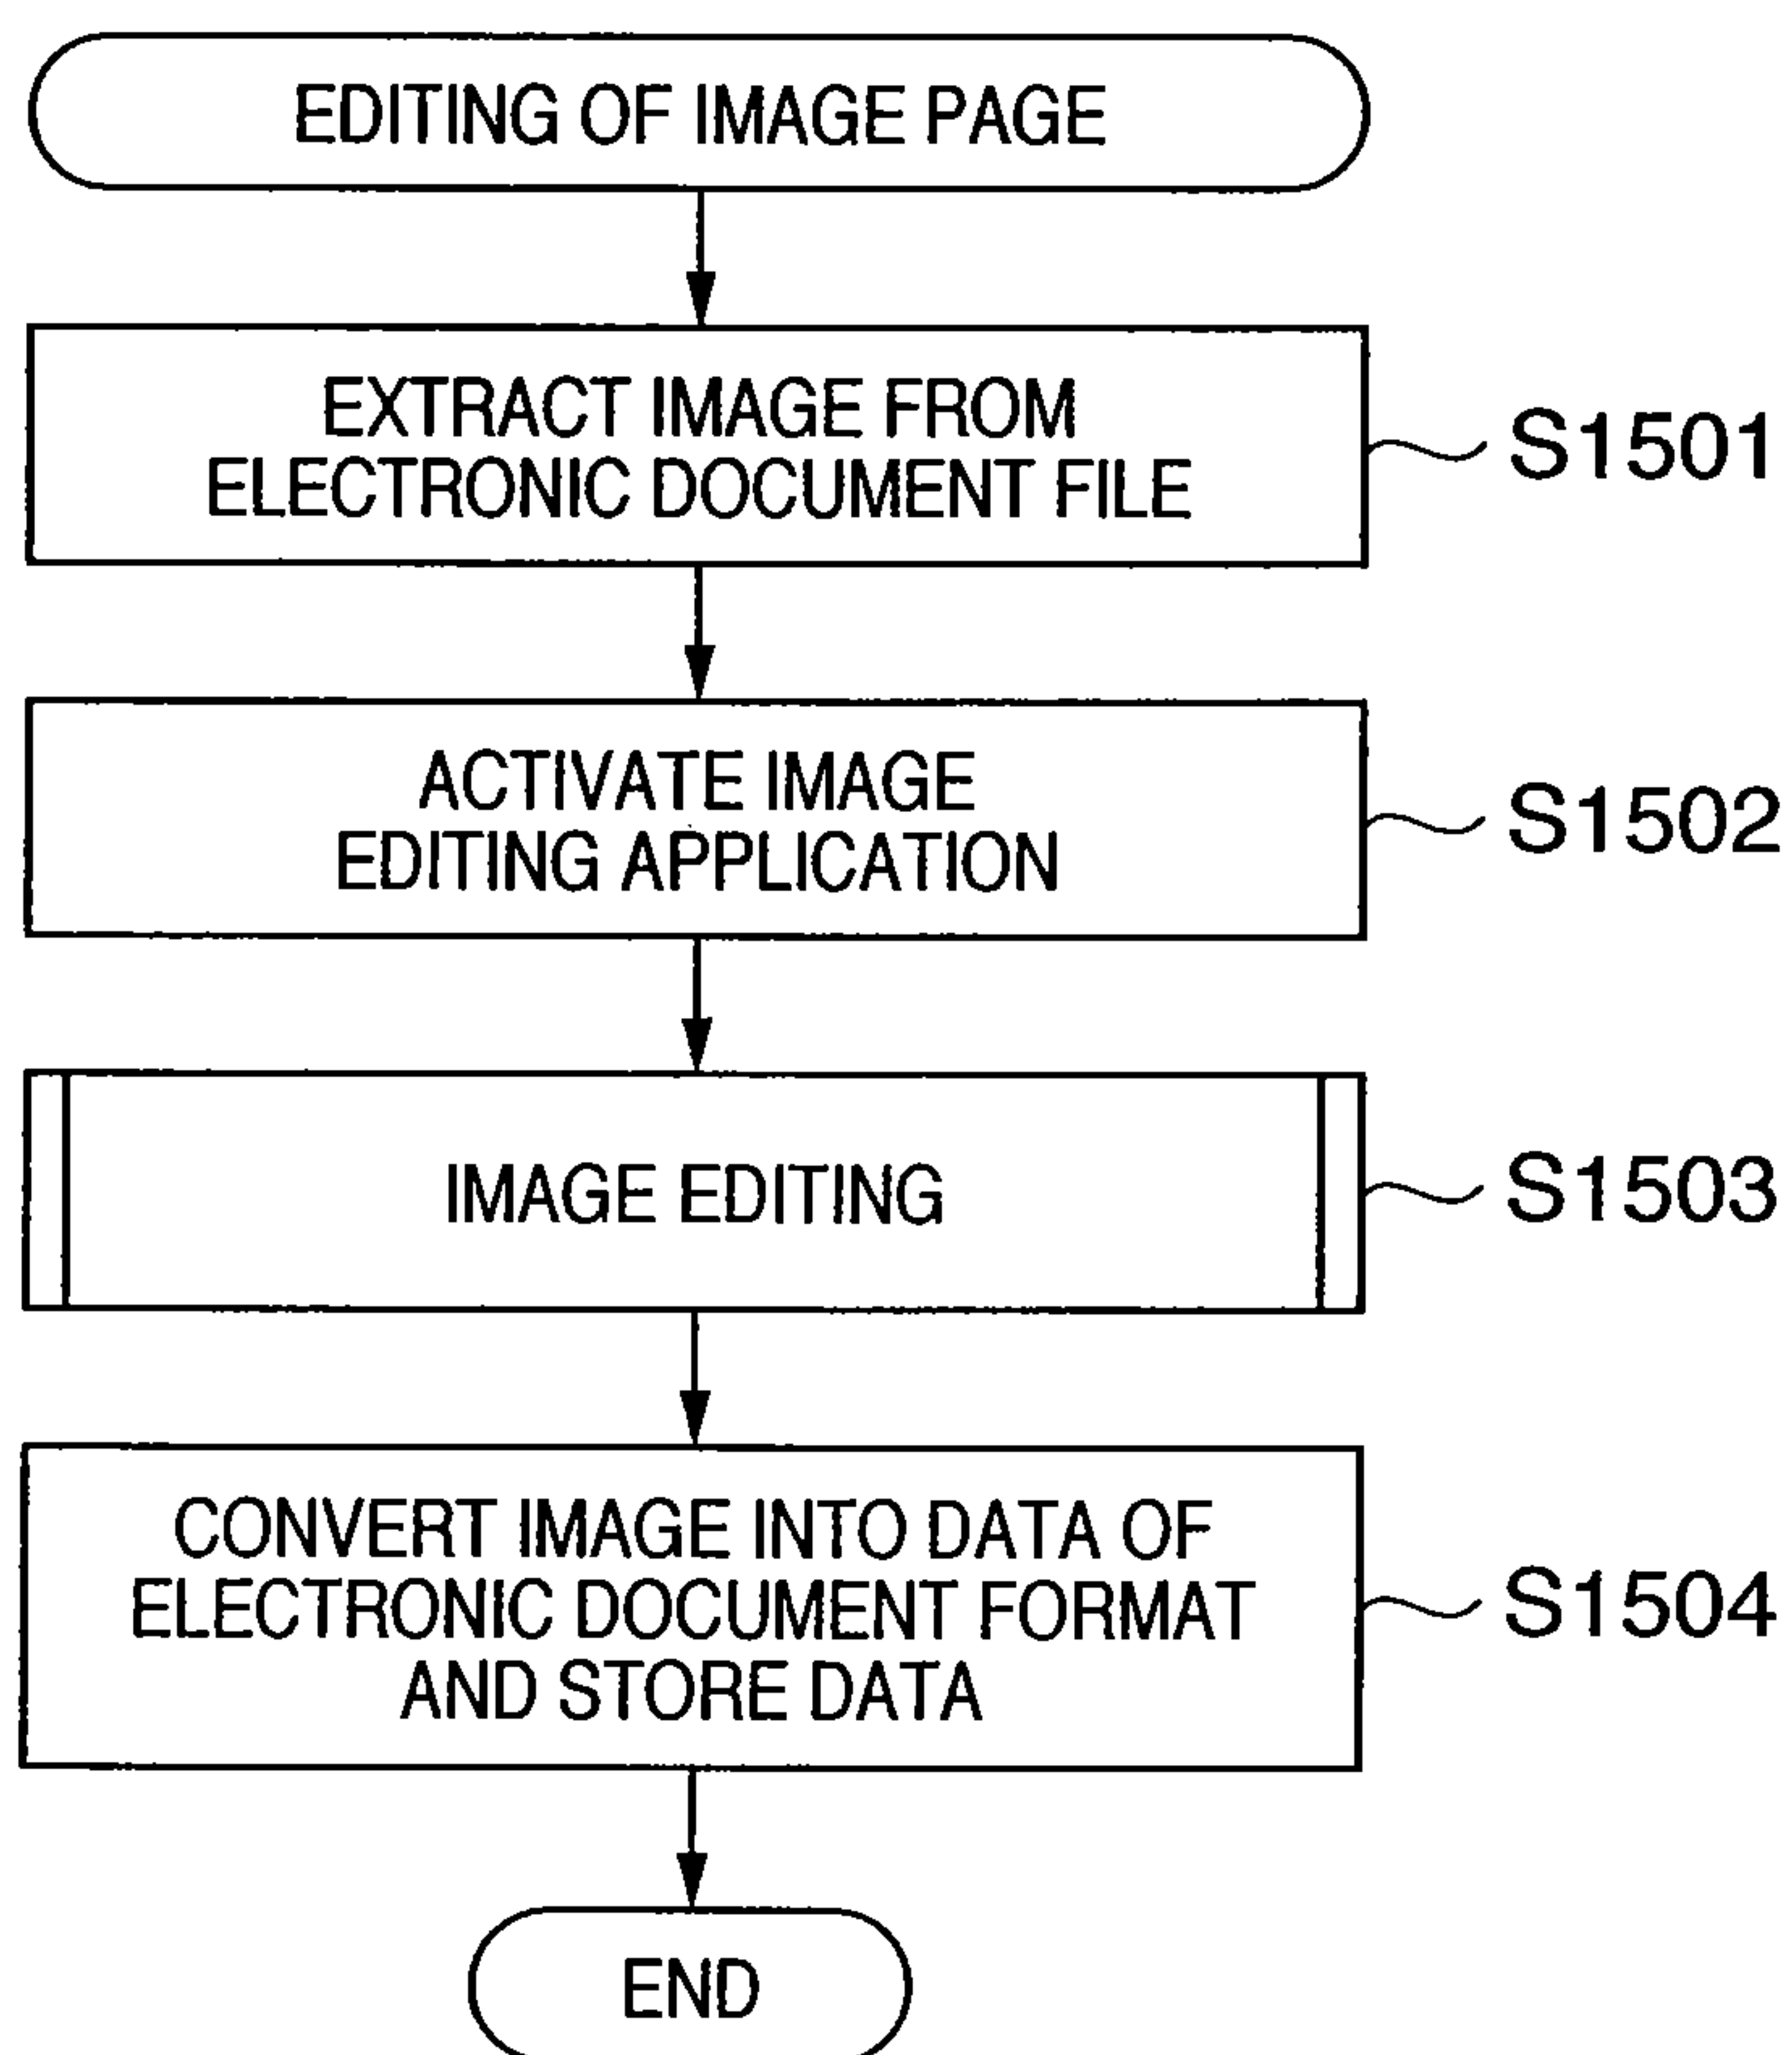 EDITING OF IMAGE PAGE
EXTRACT IMAGE FROM
ELECTRONIC DOCUMENT FILE
S1501
ACTIVATE IMAGE
EDITING APPLICATION
S1502
IMAGE EDITING
S1503
CONVERT IMAGE INTO DATA OF
ELECTRONIC DOCUMENT FORMAT
AND STORE DATA
S1504
END